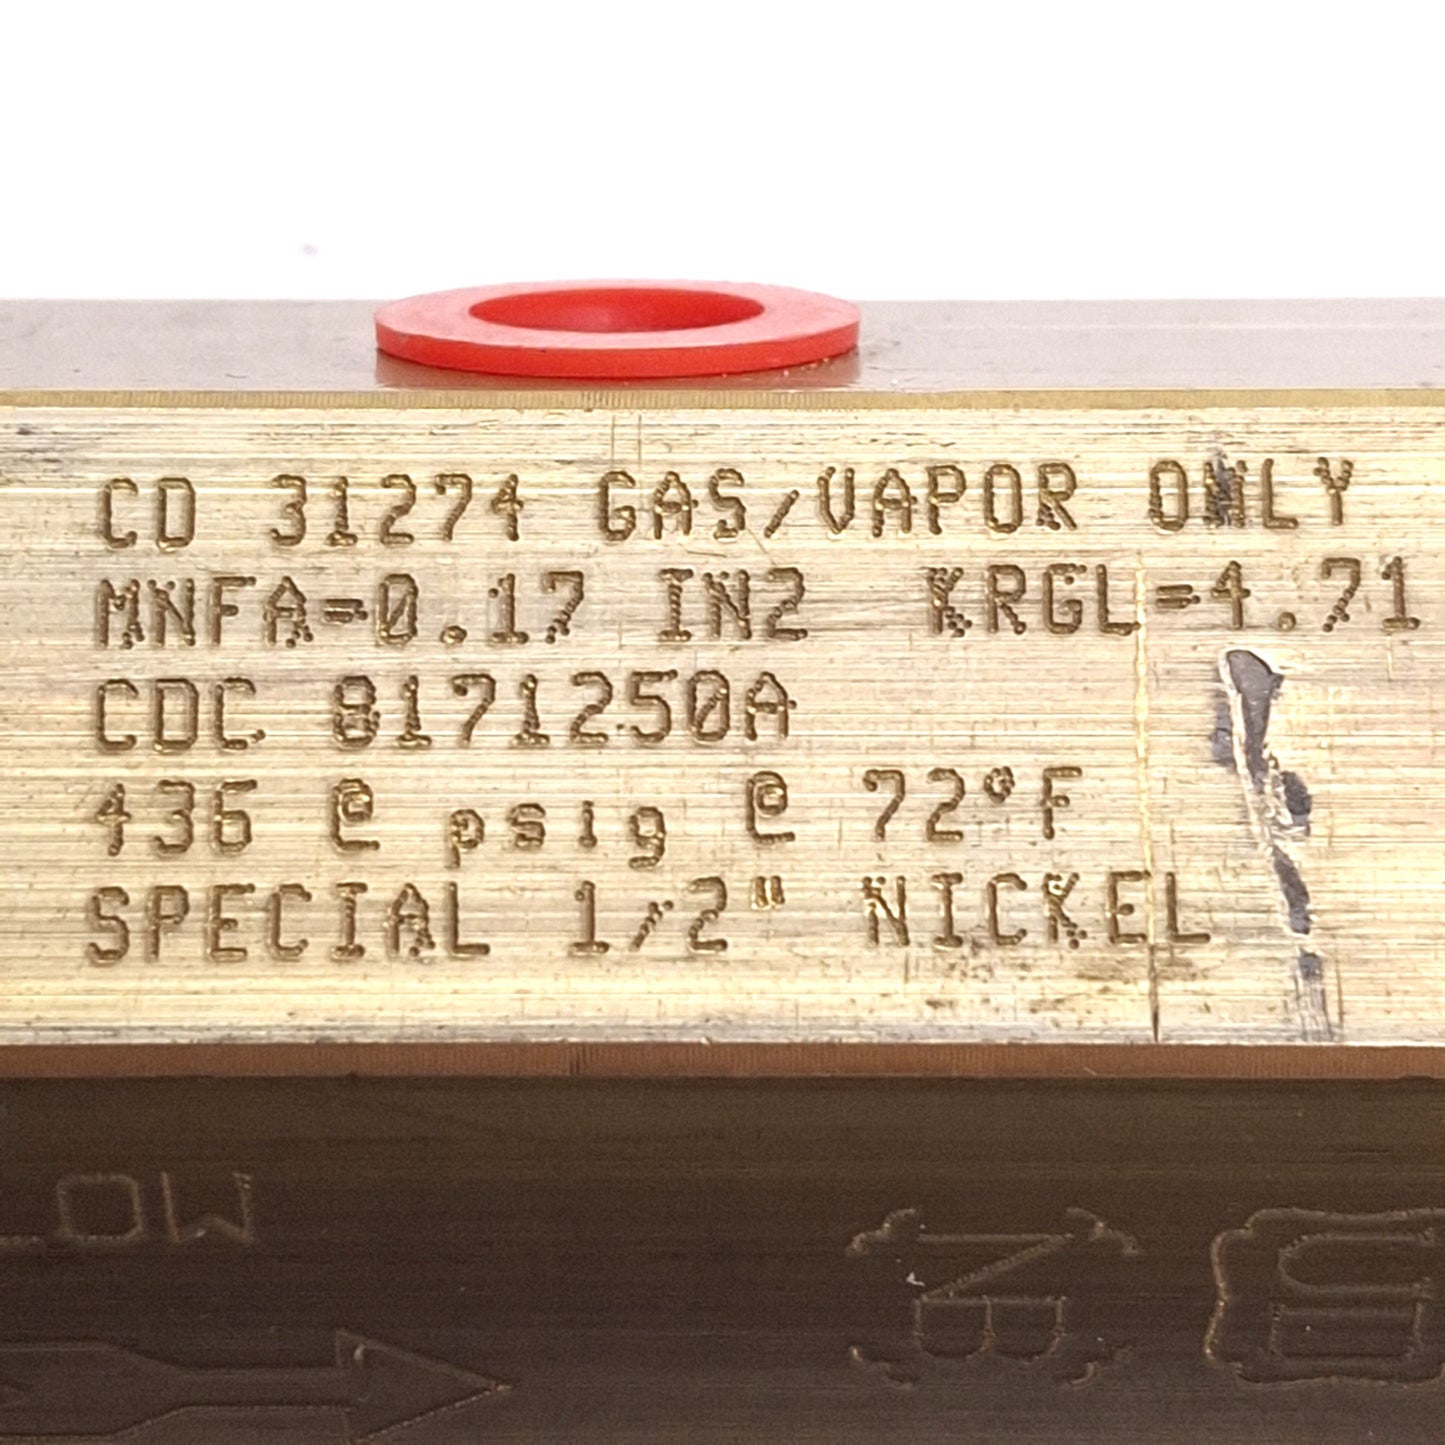 CD 31274 GAS/VAPOR ONLY
MNFA=0.17 IN2 KRGL=4.71
CDC 8171250A
436 @ psig @ 72°F
SPECIAL 1/2" NICKEL
NB